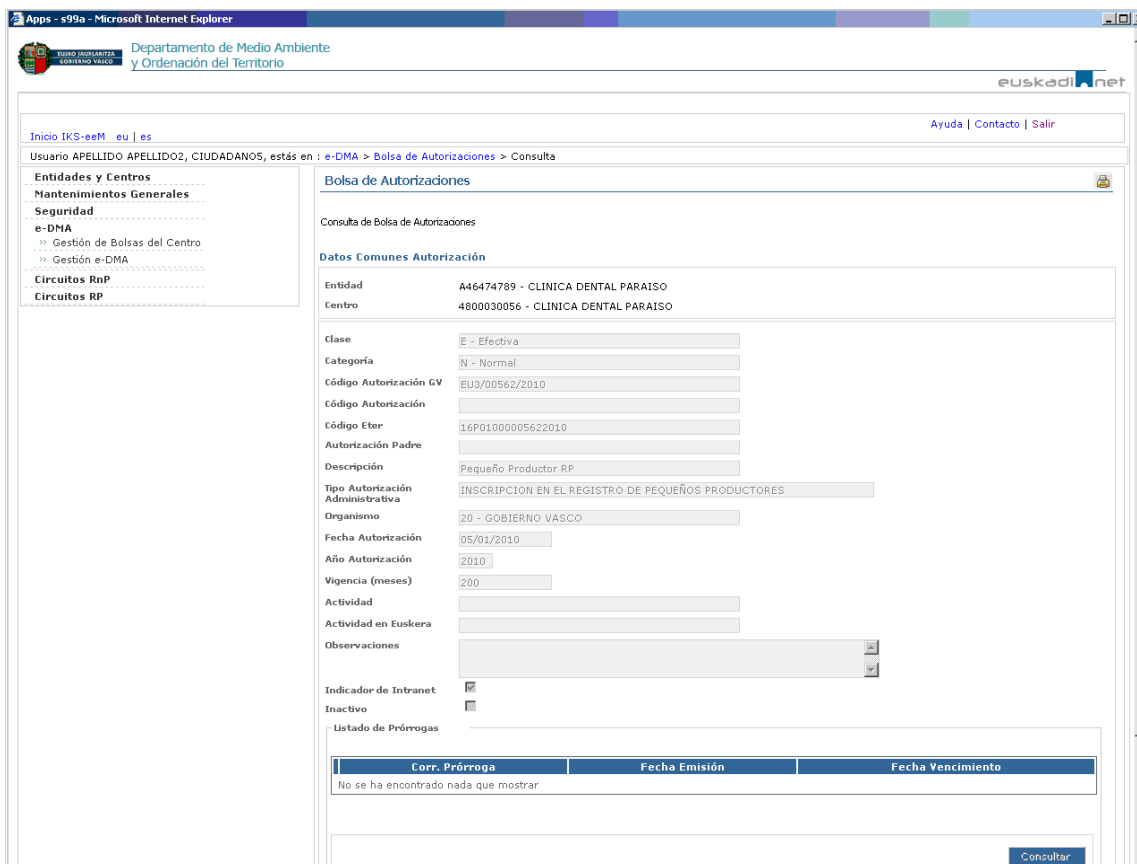 Apps - s99a - Microsoft Internet Explorer
EUSKO JAURLARITZA
GOBIERNO VASCO
Departamento de Medio Ambiente
y Ordenación del Territorio
euskadi.net
Ayuda | Contacto | Salir
Inicio IKS-eeM eu | es
Usuario APELLIDO APELLIDO2, CIUDADANO5, estás en : e-DMA > Bolsa de Autorizaciones > Consulta
Entidades y Centros
Mantenimientos Generales
Seguridad
e-DMA
» Gestión de Bolsas del Centro
» Gestión e-DMA
Circuitos RnP
Circuitos RP
Bolsa de Autorizaciones
Consulta de Bolsa de Autorizaciones
Datos Comunes Autorización
Entidad A46474789 - CLINICA DENTAL PARAISO
Centro 4800030056 - CLINICA DENTAL PARAISO
Clase E - Efectiva
Categoría N - Normal
Código Autorización GV EU3/00562/2010
Código Autorización
Código Eter 16P01000005622010
Autorización Padre
Descripción Pequeño Productor RP
Tipo Autorización
Administrativa INSCRIPCION EN EL REGISTRO DE PEQUEÑOS PRODUCTORES
Organismo 20 - GOBIERNO VASCO
Fecha Autorización 05/01/2010
Año Autorización 2010
Vigencia (meses) 200
Actividad
Actividad en Euskera
Observaciones
Indicador de Intranet
Inactivo
Listado de Prórrogas
Corr. Prórroga Fecha Emisión Fecha Vencimiento
No se ha encontrado nada que mostrar
Consultar